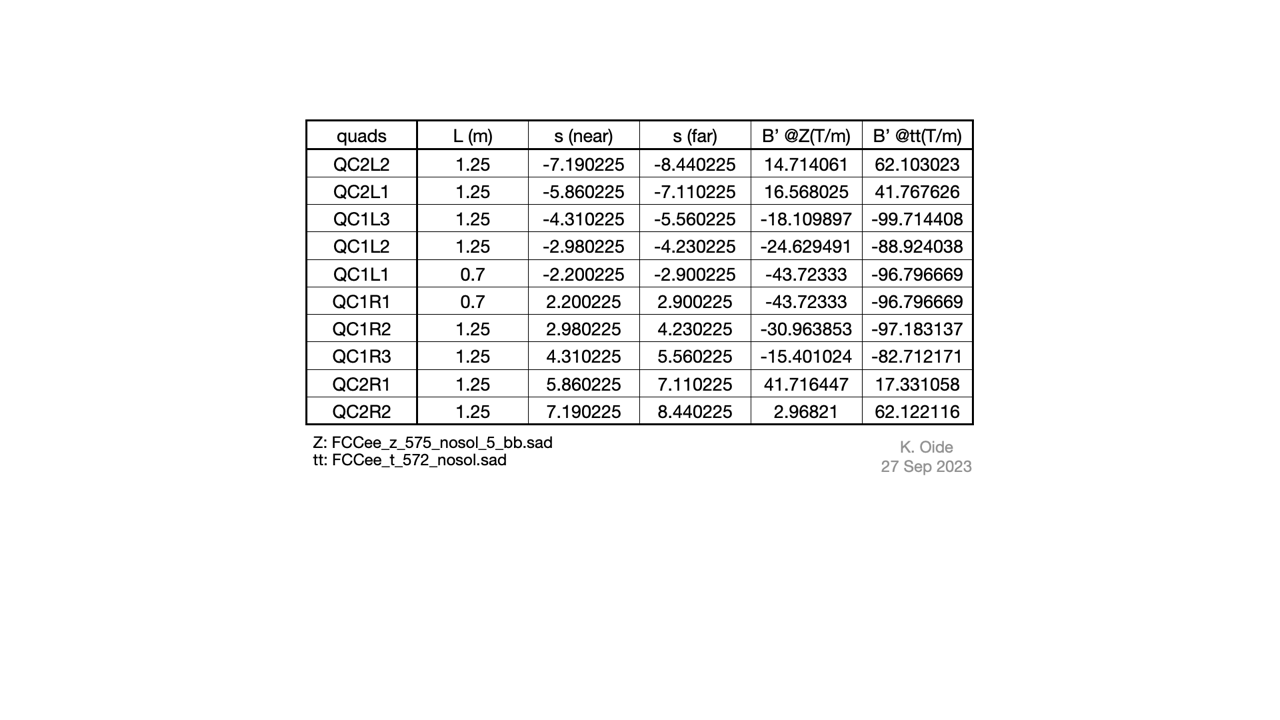 quads L (m) s (near) s (far) B’ @Z(T/m) B’ @tt(T/m)
QC2L2 1.25 -7.190225 -8.440225 14.714061 62.103023
QC2L1 1.25 -5.860225 -7.110225 16.568025 41.767626
QC1L3 1.25 -4.310225 -5.560225 -18.109897 -99.714408
QC1L2 1.25 -2.980225 -4.230225 -24.629491 -88.924038
QC1L1 0.7 -2.200225 -2.900225 -43.72333 -96.796669
QC1R1 0.7 2.200225 2.900225 -43.72333 -96.796669
QC1R2 1.25 2.980225 4.230225 -30.963853 -97.183137
QC1R3 1.25 4.310225 5.560225 -15.401024 -82.712171
QC2R1 1.25 5.860225 7.110225 41.716447 17.331058
QC2R2 1.25 7.190225 8.440225 2.96821 62.122116
Z: FCCee_z_575_nosol_5_bb.sad
tt: FCCee_t_572_nosol.sad
K. Oide
27 Sep 2023